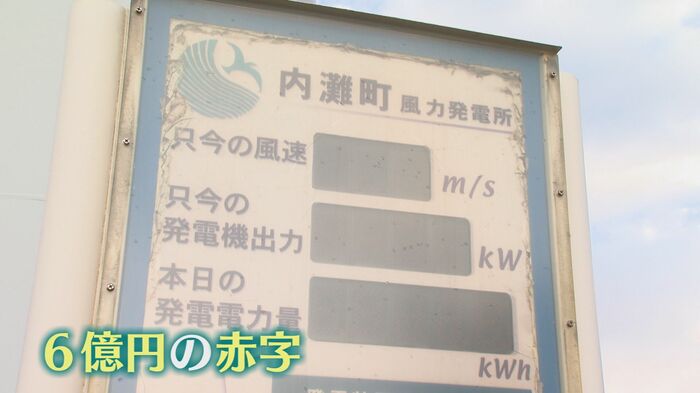 内灘町 風力発電所
只今の風速 m/s
只今の
発電機出力 kW
本日の
発電電力量 kWh
6億円の赤字